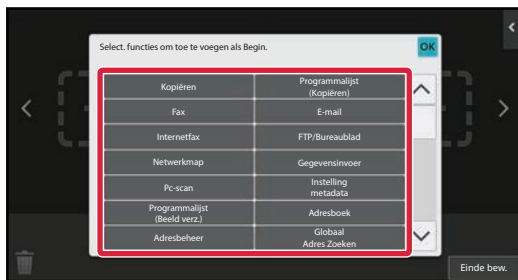 Select. functies om toe te voegen als Begin.
OK
Kopiëren
Programmalijst
(Kopiëren)
Fax
E-mail
Internetfax
FTP/Bureaublad
Netwerkmap
Gegevensinvoer
Pc-scan
Instelling
metadata
Programmalijst
(Beeld verz.)
Adresboek
Adresbeheer
Globaal
Adres Zoeken
Einde bew.